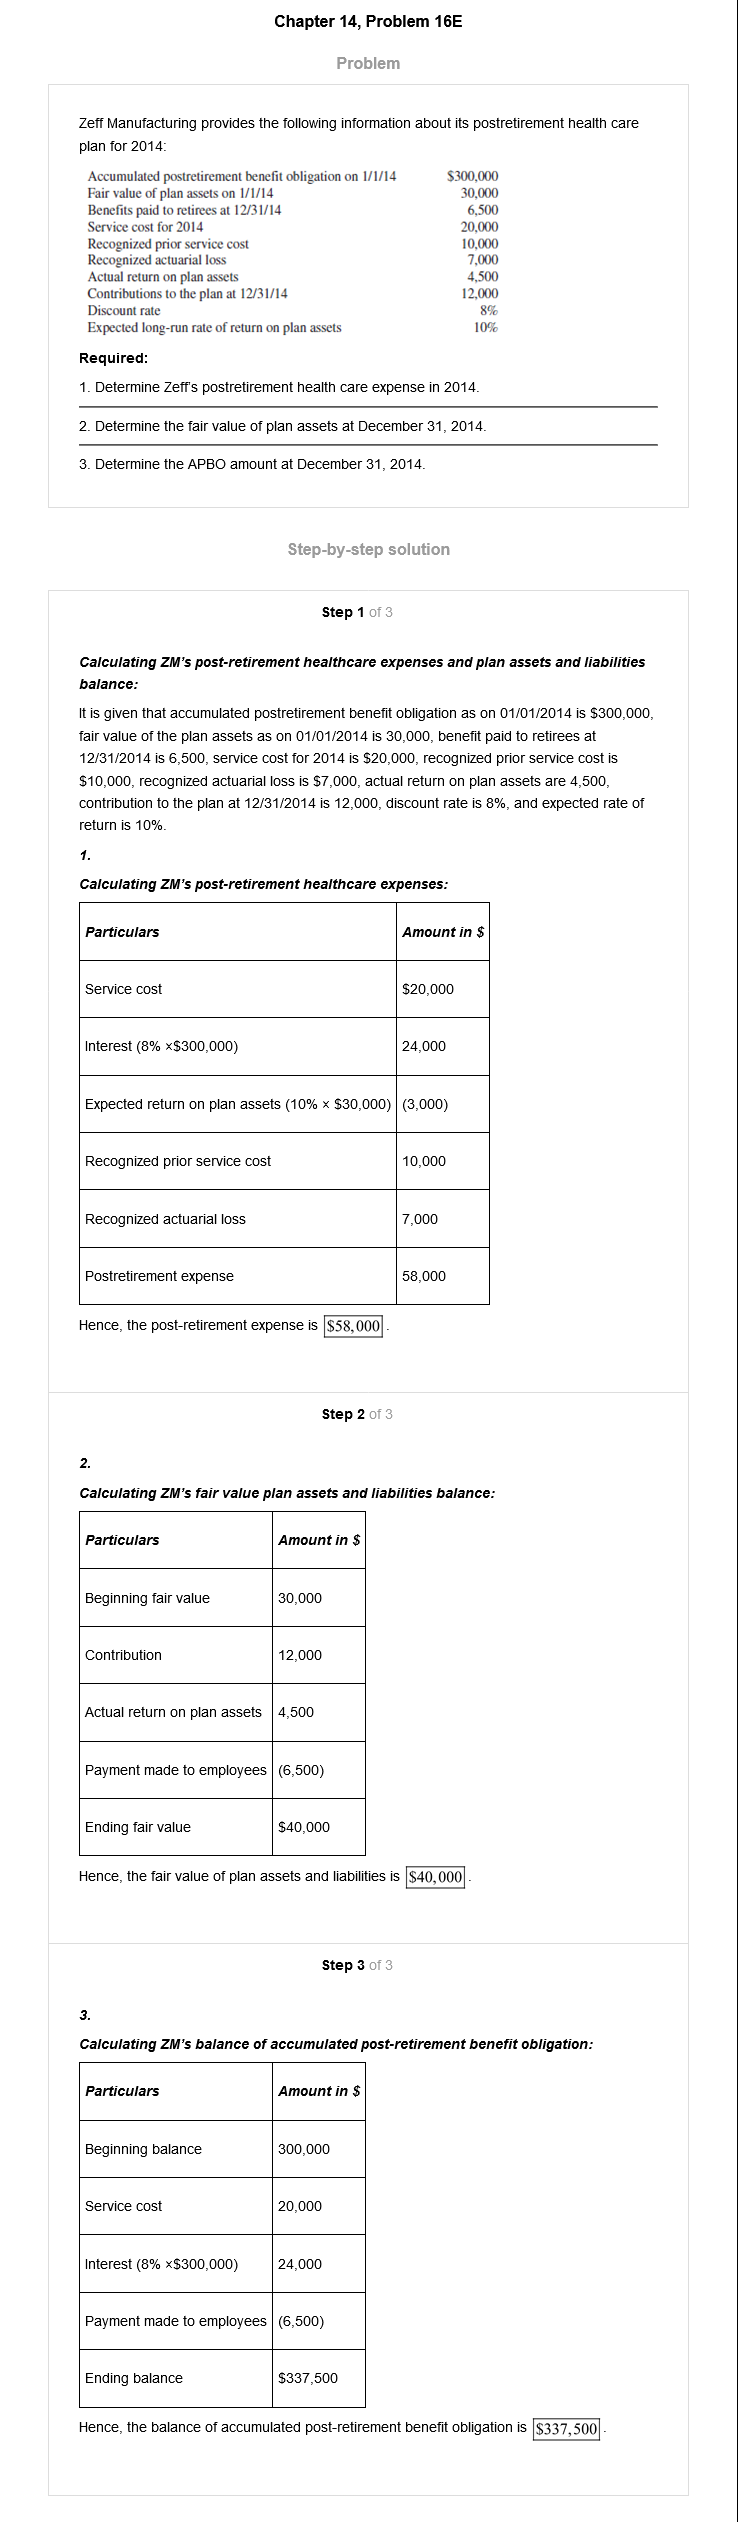 Chapter 14, Problem 16E
Problem
Zeff Manufacturing provides the following information about its postretirement health care
plan for 2014:
Accumulated postretirement benefit obligation on 1/1/14 $300,000
Fair value of plan assets on 1/1/14 30,000
Benefits paid to retirees at 12/31/14 6,500
Service cost for 2014 20,000
Recognized prior service cost 10,000
Recognized actuarial loss 7,000
Actual return on plan assets 4,500
Contributions to the plan at 12/31/14 12,000
Discount rate 8%
Expected long-run rate of return on plan assets 10%
Required:
1. Determine Zeff's postretirement health care expense in 2014.
2. Determine the fair value of plan assets at December 31, 2014.
3. Determine the APBO amount at December 31, 2014.
Step-by-step solution
Step 1 of 3
Calculating ZM's post-retirement healthcare expenses and plan assets and liabilities
balance:
It is given that accumulated postretirement benefit obligation as on 01/01/2014 is $300,000,
fair value of the plan assets as on 01/01/2014 is 30,000, benefit paid to retirees at
12/31/2014 is 6,500, service cost for 2014 is $20,000, recognized prior service cost is
$10,000, recognized actuarial loss is $7,000, actual return on plan assets are 4,500,
contribution to the plan at 12/31/2014 is 12,000, discount rate is 8%, and expected rate of
return is 10%.
1.
Calculating ZM's post-retirement healthcare expenses:
Particulars Amount in $
Service cost $20,000
Interest (8% ×$300,000) 24,000
Expected return on plan assets (10% × $30,000) (3,000)
Recognized prior service cost 10,000
Recognized actuarial loss 7,000
Postretirement expense 58,000
Hence, the post-retirement expense is $58,000.
Step 2 of 3
2.
Calculating ZM's fair value plan assets and liabilities balance:
Particulars Amount in $
Beginning fair value 30,000
Contribution 12,000
Actual return on plan assets 4,500
Payment made to employees (6,500)
Ending fair value $40,000
Hence, the fair value of plan assets and liabilities is $40,000.
Step 3 of 3
3.
Calculating ZM's balance of accumulated post-retirement benefit obligation:
Particulars Amount in $
Beginning balance 300,000
Service cost 20,000
Interest (8% ×$300,000) 24,000
Payment made to employees (6,500)
Ending balance $337,500
Hence, the balance of accumulated post-retirement benefit obligation is $337,500.